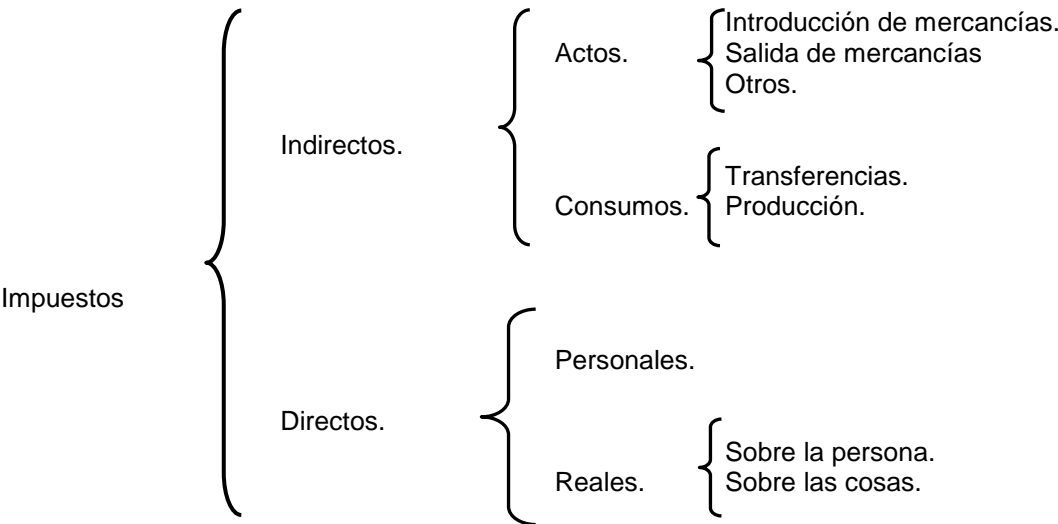 Impuestos
Indirectos.
Actos.
Introducción de mercancías.
Salida de mercancías
Otros.
Consumos.
Transferencias.
Producción.
Directos.
Personales.
Reales.
Sobre la persona.
Sobre las cosas.